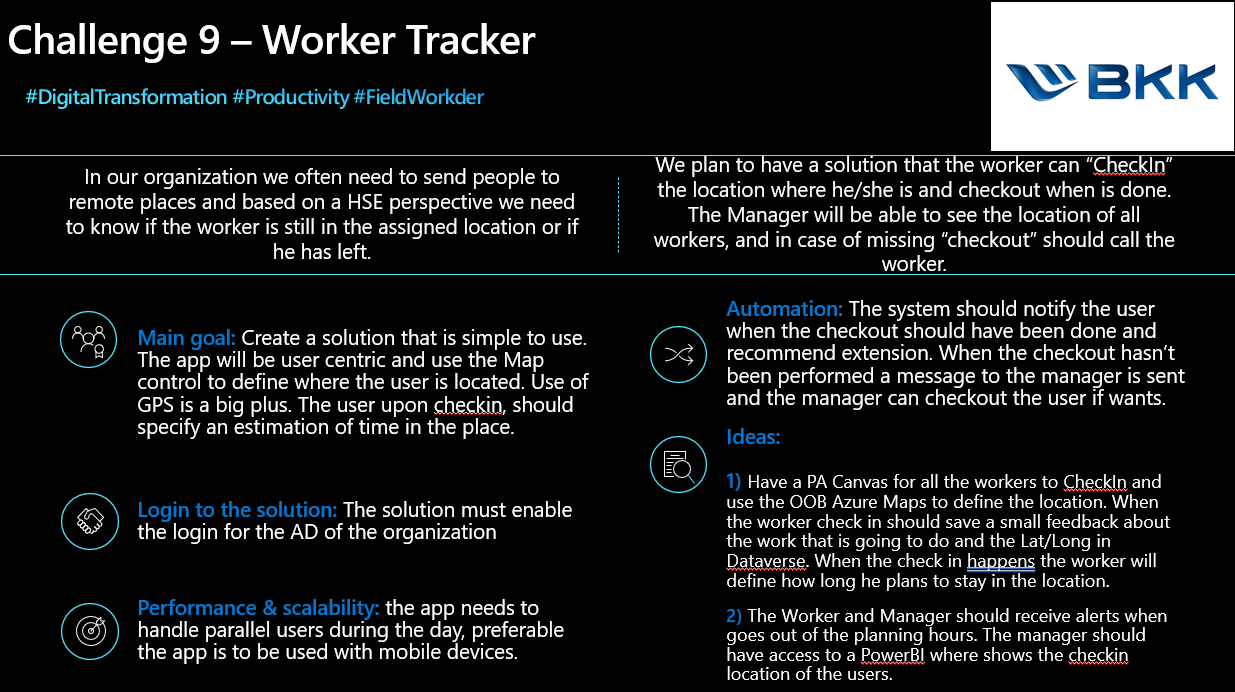 Challenge 9 – Worker Tracker
#DigitalTransformation #Productivity #FieldWorkder
BKK
In our organization we often need to send people to
remote places and based on a HSE perspective we need
to know if the worker is still in the assigned location or if
he has left.
We plan to have a solution that the worker can “CheckIn”
the location where he/she is and checkout when is done.
The Manager will be able to see the location of all
workers, and in case of missing “checkout” should call the
worker.
Main goal: Create a solution that is simple to use.
The app will be user centric and use the Map
control to define where the user is located. Use of
GPS is a big plus. The user upon checkin, should
specify an estimation of time in the place.
Login to the solution: The solution must enable
the login for the AD of the organization
Performance & scalability: the app needs to
handle parallel users during the day, preferable
the app is to be used with mobile devices.
Automation: The system should notify the user
when the checkout should have been done and
recommend extension. When the checkout hasn’t
been performed a message to the manager is sent
and the manager can checkout the user if wants.
Ideas:
1) Have a PA Canvas for all the workers to CheckIn and
use the OOB Azure Maps to define the location. When
the worker check in should save a small feedback about
the work that is going to do and the Lat/Long in
Dataverse. When the check in happens the worker will
define how long he plans to stay in the location.
2) The Worker and Manager should receive alerts when
goes out of the planning hours. The manager should
have access to a PowerBI where shows the checkin
location of the users.